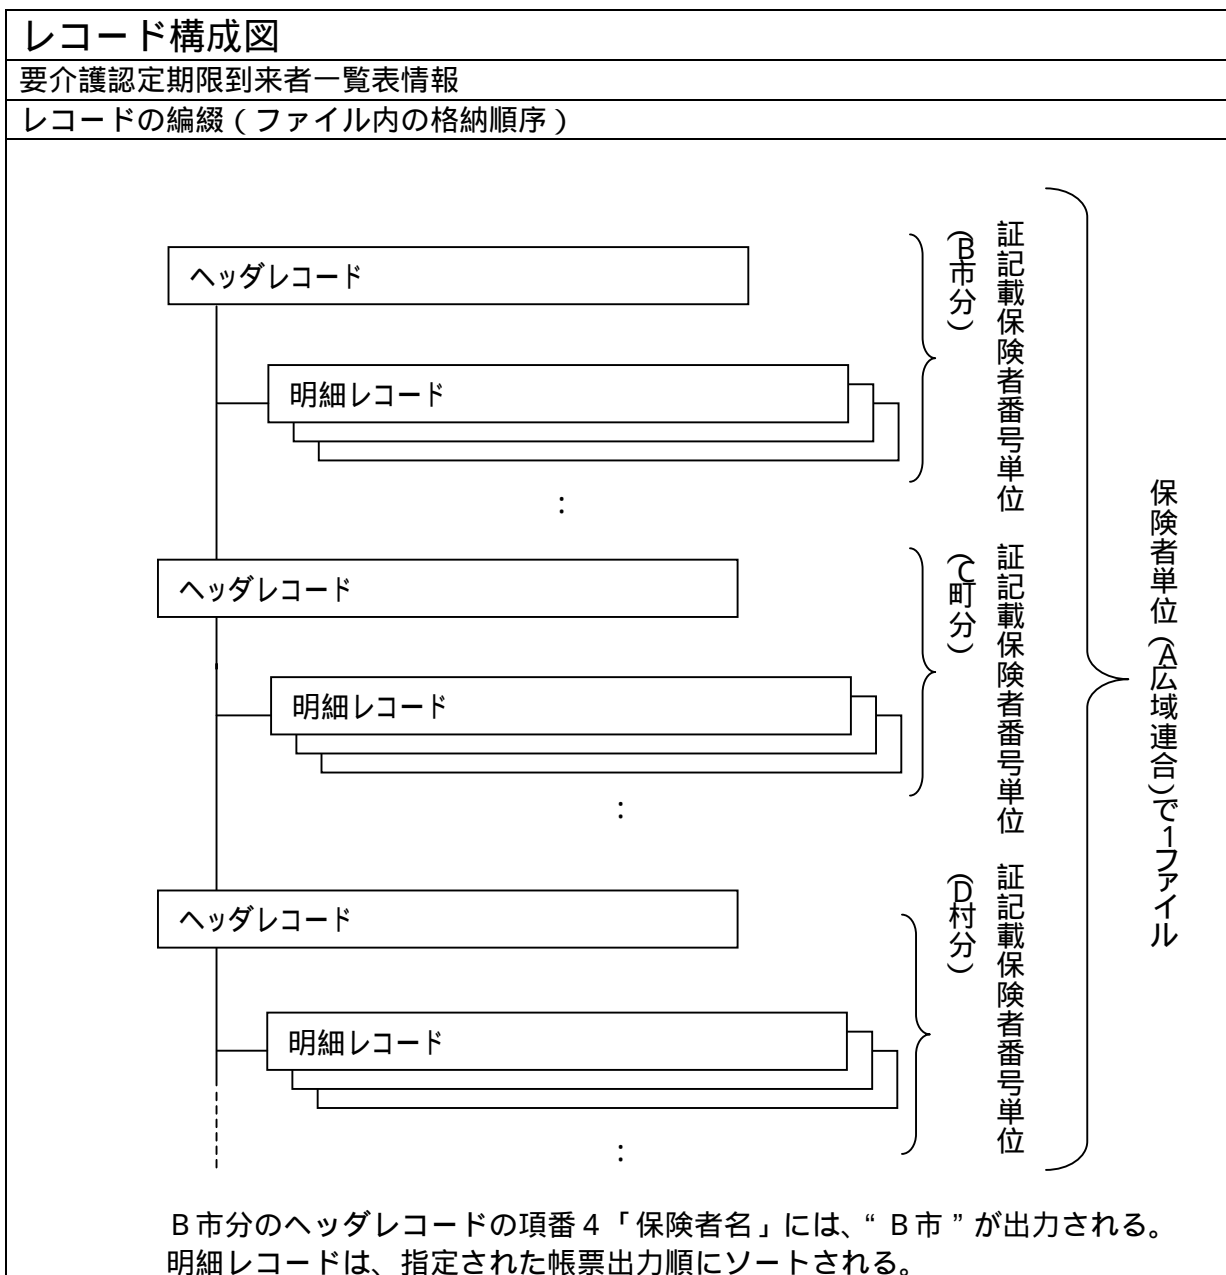 レコード構成図
要介護認定期限到来者一覧表情報
レコードの編綴（ファイル内の格納順序）
ヘッダレコード
明細レコード
：
証記載保険者番号単位
（B市分）
ヘッダレコード
明細レコード
：
証記載保険者番号単位
（C町分）
ヘッダレコード
明細レコード
：
証記載保険者番号単位
（D村分）
保険者単位（A広域連合）で1ファイル
B市分のヘッダレコードの項番４「保険者名」には、“B市”が出力される。
明細レコードは、指定された帳票出力順にソートされる。